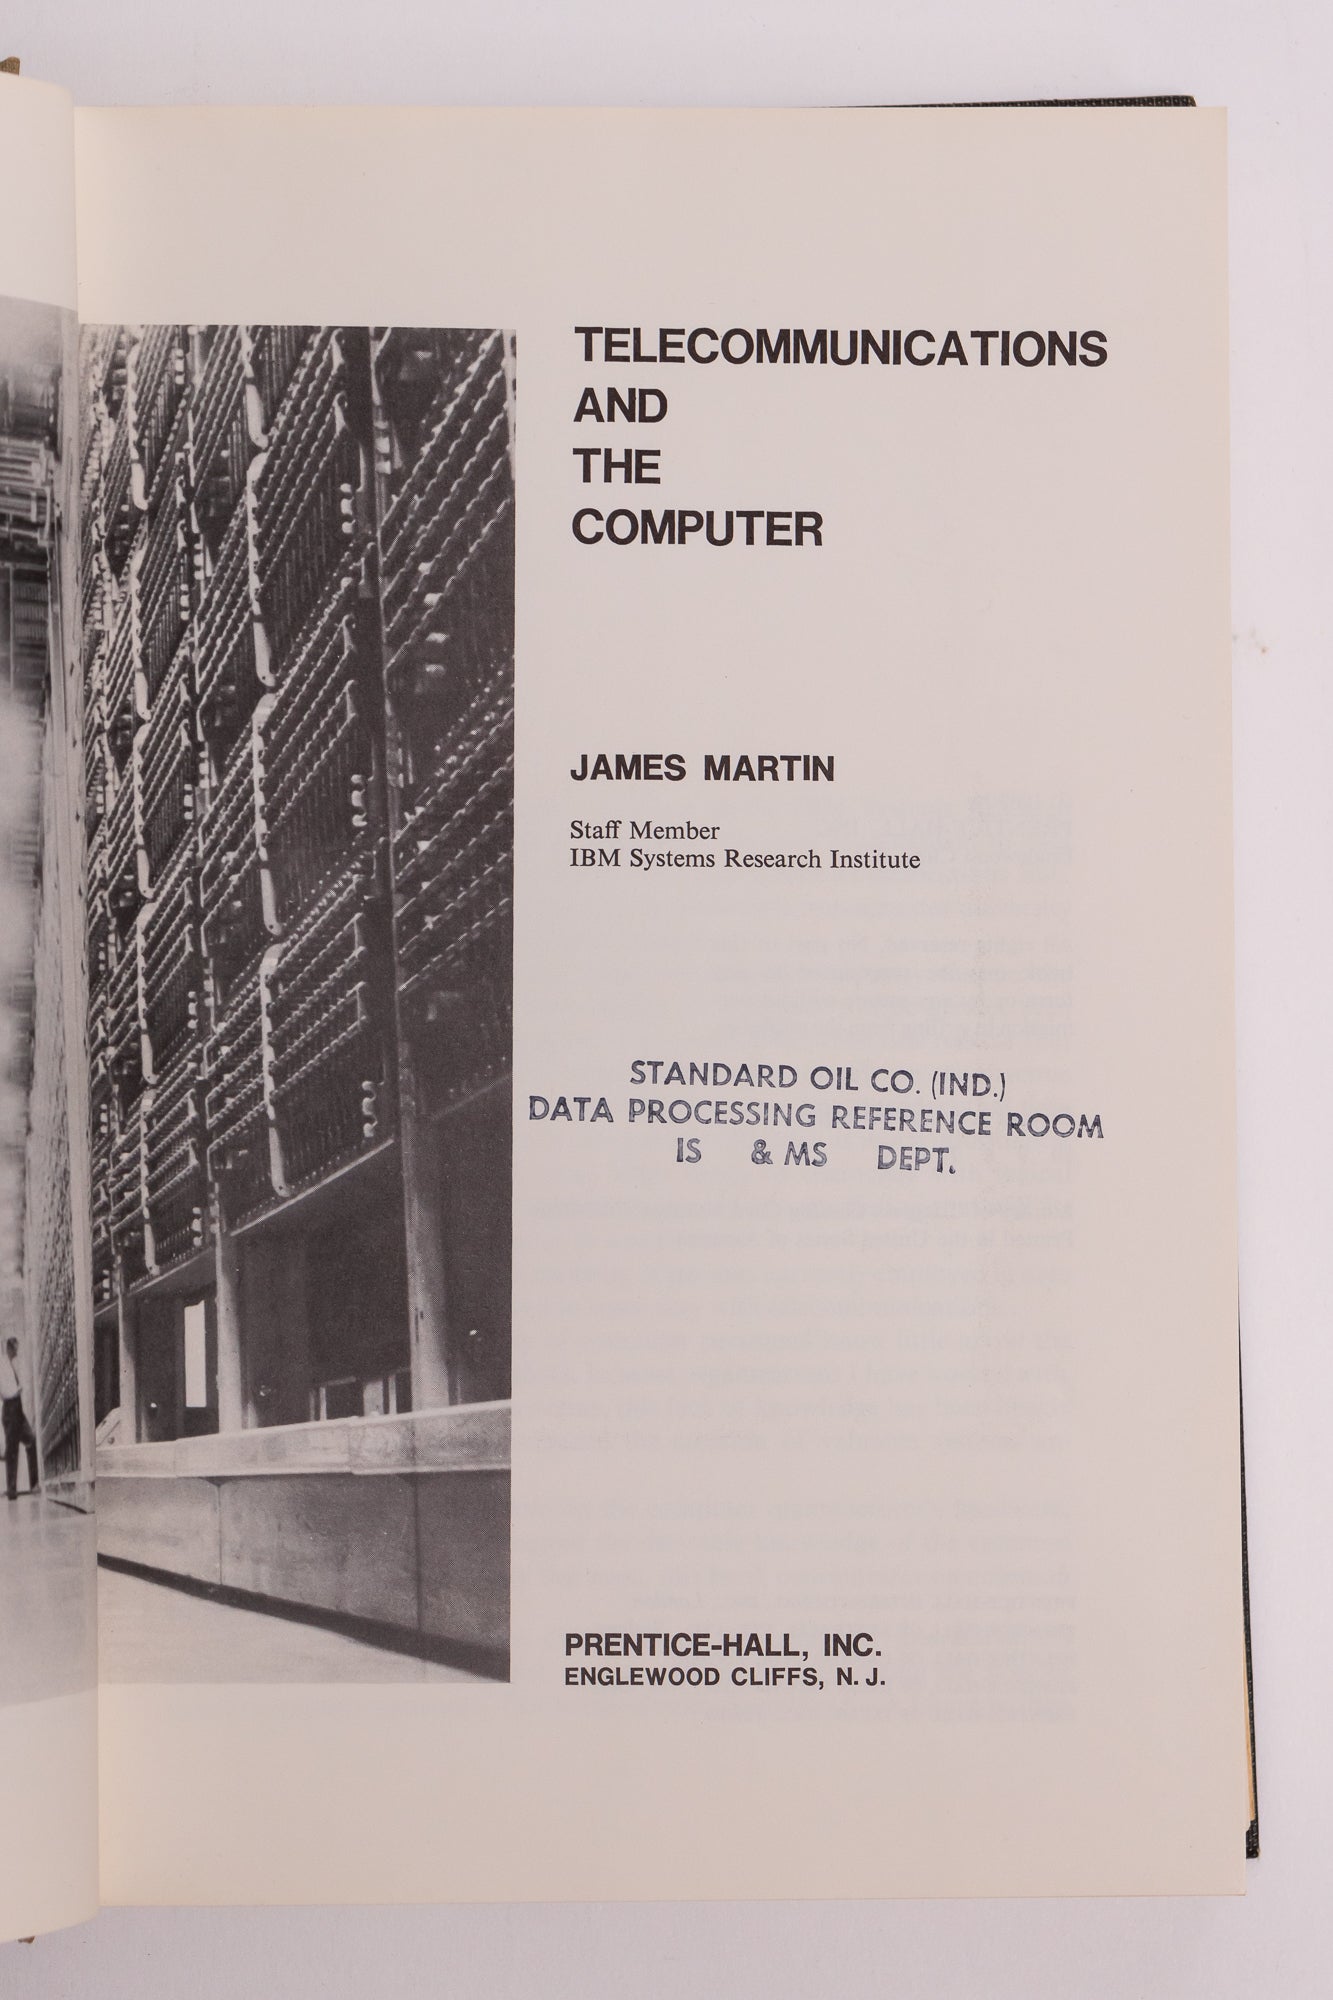 TELECOMMUNICATIONS
AND
THE
COMPUTER
JAMES MARTIN
Staff Member
IBM Systems Research Institute
STANDARD OIL CO. (IND.)
DATA PROCESSING REFERENCE ROOM
IS & MS DEPT.
PRENTICE-HALL, INC.
ENGLEWOOD CLIFFS, N. J.